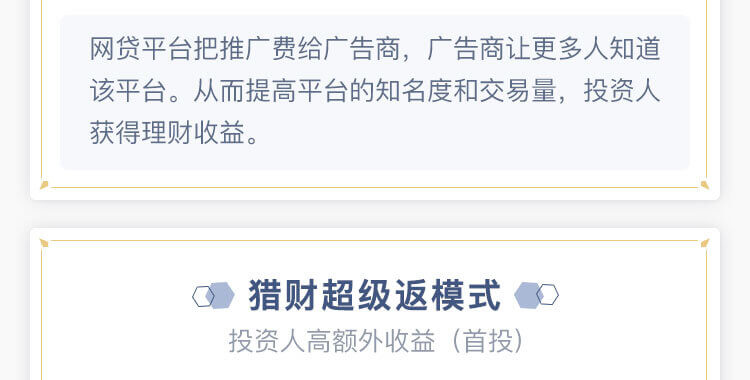 网贷平台把推广费给广告商，广告商让更多人知道
该平台。从而提高平台的知名度和交易量，投资人
获得理财收益。
猎财超级返模式
投资人高额外收益（首投）